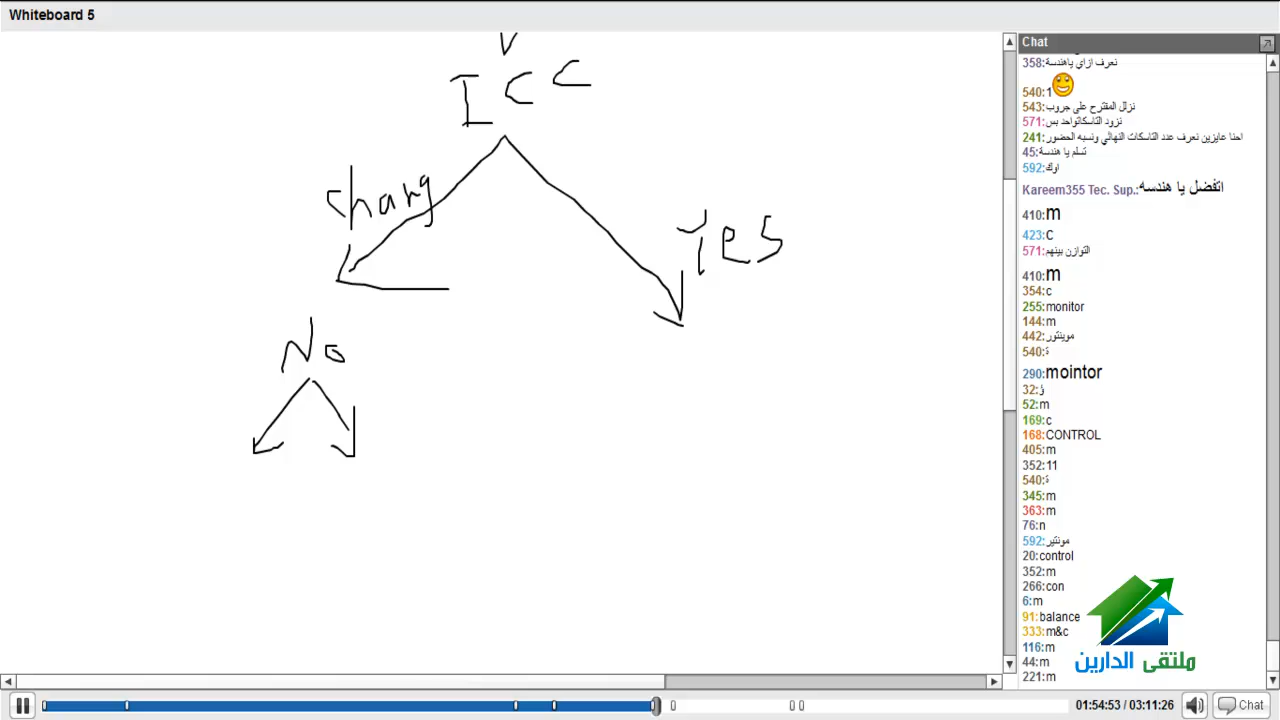 Whiteboard 5
V
ICC
chang
Yes
No
Chat
358:نعرف ازاي ياهندسة
540:1
543:نزلل المقترح على جروب
571:نزود التاسكاتواحد بس
241:احنا عايزين نعرف عدد التاسكات النهائي ونسبه الحضور
45:تسلم يا هندسة
592:اوك
Kareem355 Tec. Sup.:اتفضل يا هندسه
410:m
423:C
571:التوازن بينهم
410:m
354:c
255:monitor
144:m
442:موينتور
540:ة
290:mointor
32:ؤ
52:m
169:c
168:CONTROL
405:m
352:11
540:ة
345:m
363:m
76:n
592:مونتير
20:control
352:m
266:con
6:m
91:balance
333:m&c
116:m
44:m
221:m
ملتقى الدارين
01:54:53 / 03:11:26
Chat